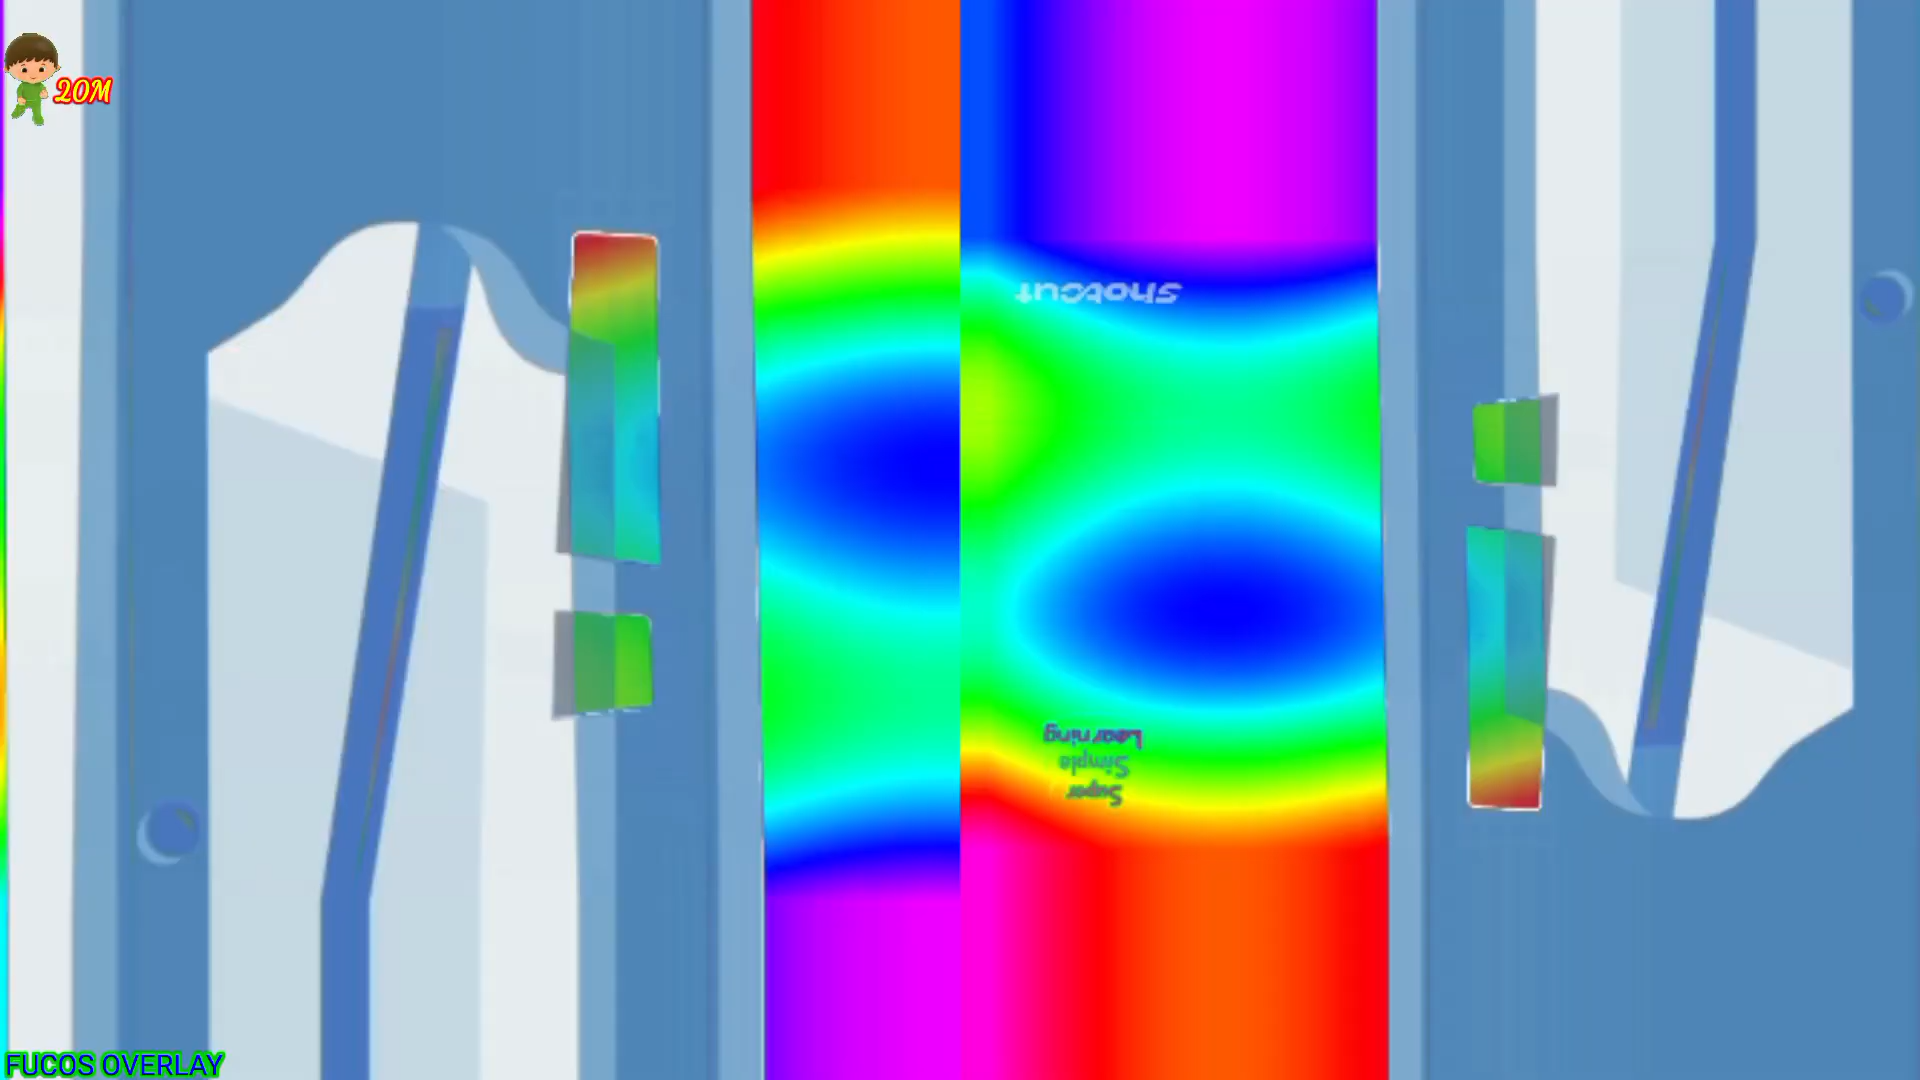 20M
Shotcut
Super
Simple
Learning
FUCOS OVERLAY